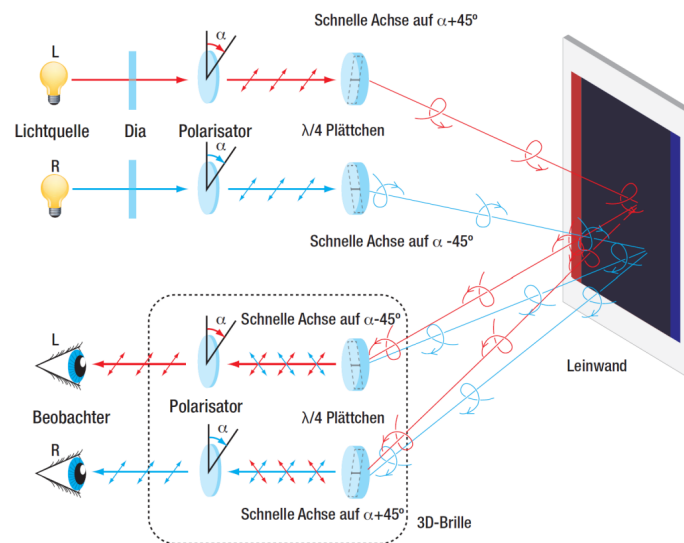 Schnelle Achse auf α+45º
L
α
Lichtquelle
Dia
Polarisator
λ/4 Plättchen
R
α
Schnelle Achse auf α -45º
Schnelle Achse auf α-45º
L
α
Leinwand
Beobachter
Polarisator
λ/4 Plättchen
R
α
Schnelle Achse auf α+45º
3D-Brille